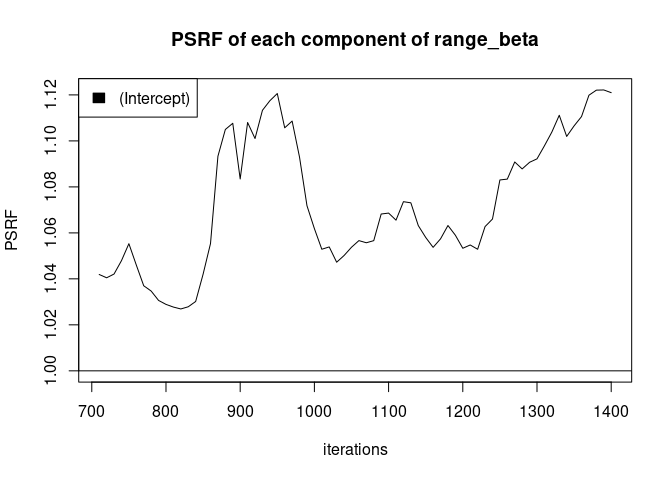 PSRF of each component of range_beta
(Intercept)
PSRF
1.12
1.10
1.08
1.06
1.04
1.02
1.00
700 800 900 1000 1100 1200 1300 1400
iterations